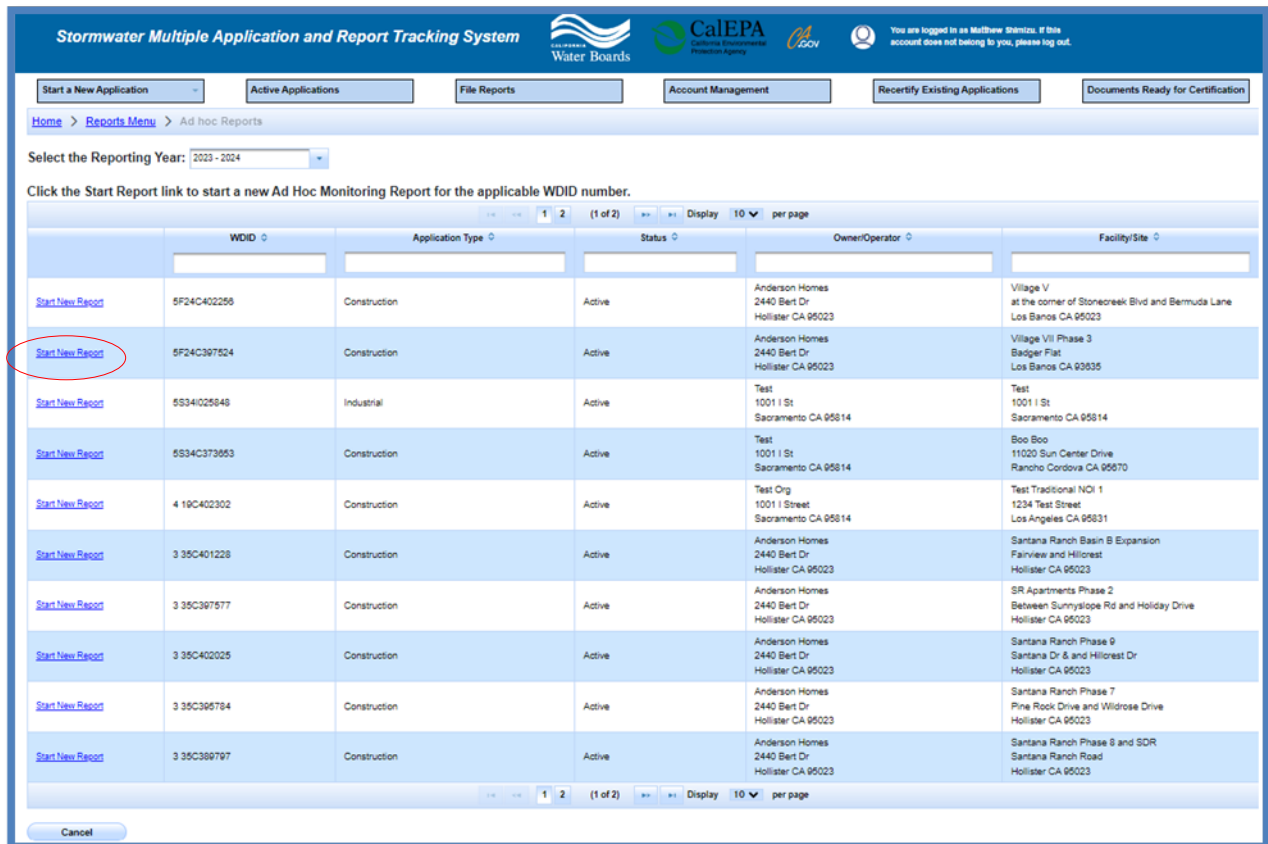 Stormwater Multiple Application and Report Tracking System
CALIFORNIA
Water Boards
CalEPA
California Environmental
Protection Agency
CA.GOV
You are logged in as Matthew Shimizu. If this
account does not belong to you, please log out.
Start a New Application
Active Applications
File Reports
Account Management
Recertify Existing Applications
Documents Ready for Certification
Home > Reports Menu > Ad hoc Reports
Select the Reporting Year: 2023 - 2024
Click the Start Report link to start a new Ad Hoc Monitoring Report for the applicable WDID number.
1 2 (1 of 2) Display 10 per page
WDID Application Type Status Owner/Operator Facility/Site
Start New Report 5F24C402256 Construction Active
Anderson Homes
2440 Bert Dr
Hollister CA 95023
Village V
at the corner of Stonecreek Blvd and Bermuda Lane
Los Banos CA 95023
Start New Report 5F24C397524 Construction Active
Anderson Homes
2440 Bert Dr
Hollister CA 95023
Village VII Phase 3
Badger Flat
Los Banos CA 93635
Start New Report 5S34I025848 Industrial Active
Test
1001 I St
Sacramento CA 95814
Test
1001 I St
Sacramento CA 95814
Start New Report 5S34C373653 Construction Active
Test
1001 I St
Sacramento CA 95814
Boo Boo
11020 Sun Center Drive
Rancho Cordova CA 95670
Start New Report 4 19C402302 Construction Active
Test Org
1001 I Street
Sacramento CA 95814
Test Traditional NOI 1
1234 Test Street
Los Angeles CA 95831
Start New Report 3 35C401228 Construction Active
Anderson Homes
2440 Bert Dr
Hollister CA 95023
Santana Ranch Basin B Expansion
Fairview and Hillcrest
Hollister CA 95023
Start New Report 3 35C397577 Construction Active
Anderson Homes
2440 Bert Dr
Hollister CA 95023
SR Apartments Phase 2
Between Sunnyslope Rd and Holiday Drive
Hollister CA 95023
Start New Report 3 35C402025 Construction Active
Anderson Homes
2440 Bert Dr
Hollister CA 95023
Santana Ranch Phase 9
Santana Dr & and Hillcrest Dr
Hollister CA 95023
Start New Report 3 35C395784 Construction Active
Anderson Homes
2440 Bert Dr
Hollister CA 95023
Santana Ranch Phase 7
Pine Rock Drive and Wildrose Drive
Hollister CA 95023
Start New Report 3 35C389797 Construction Active
Anderson Homes
2440 Bert Dr
Hollister CA 95023
Santana Ranch Phase 8 and SDR
Santana Ranch Road
Hollister CA 95023
1 2 (1 of 2) Display 10 per page
Cancel